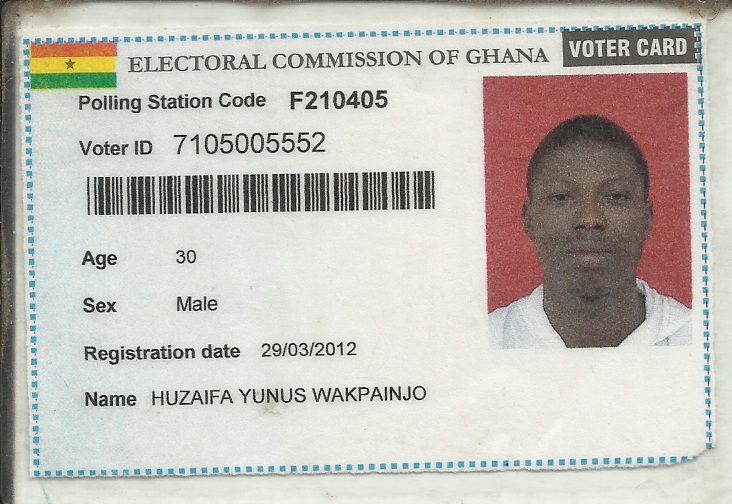 ELECTORAL COMMISSION OF GHANA VOTER CARD
Polling Station Code F210405
Voter ID 7105005552
Age 30
Sex Male
Registration date 29/03/2012
Name HUZAIFA YUNUS WAKPAINJO